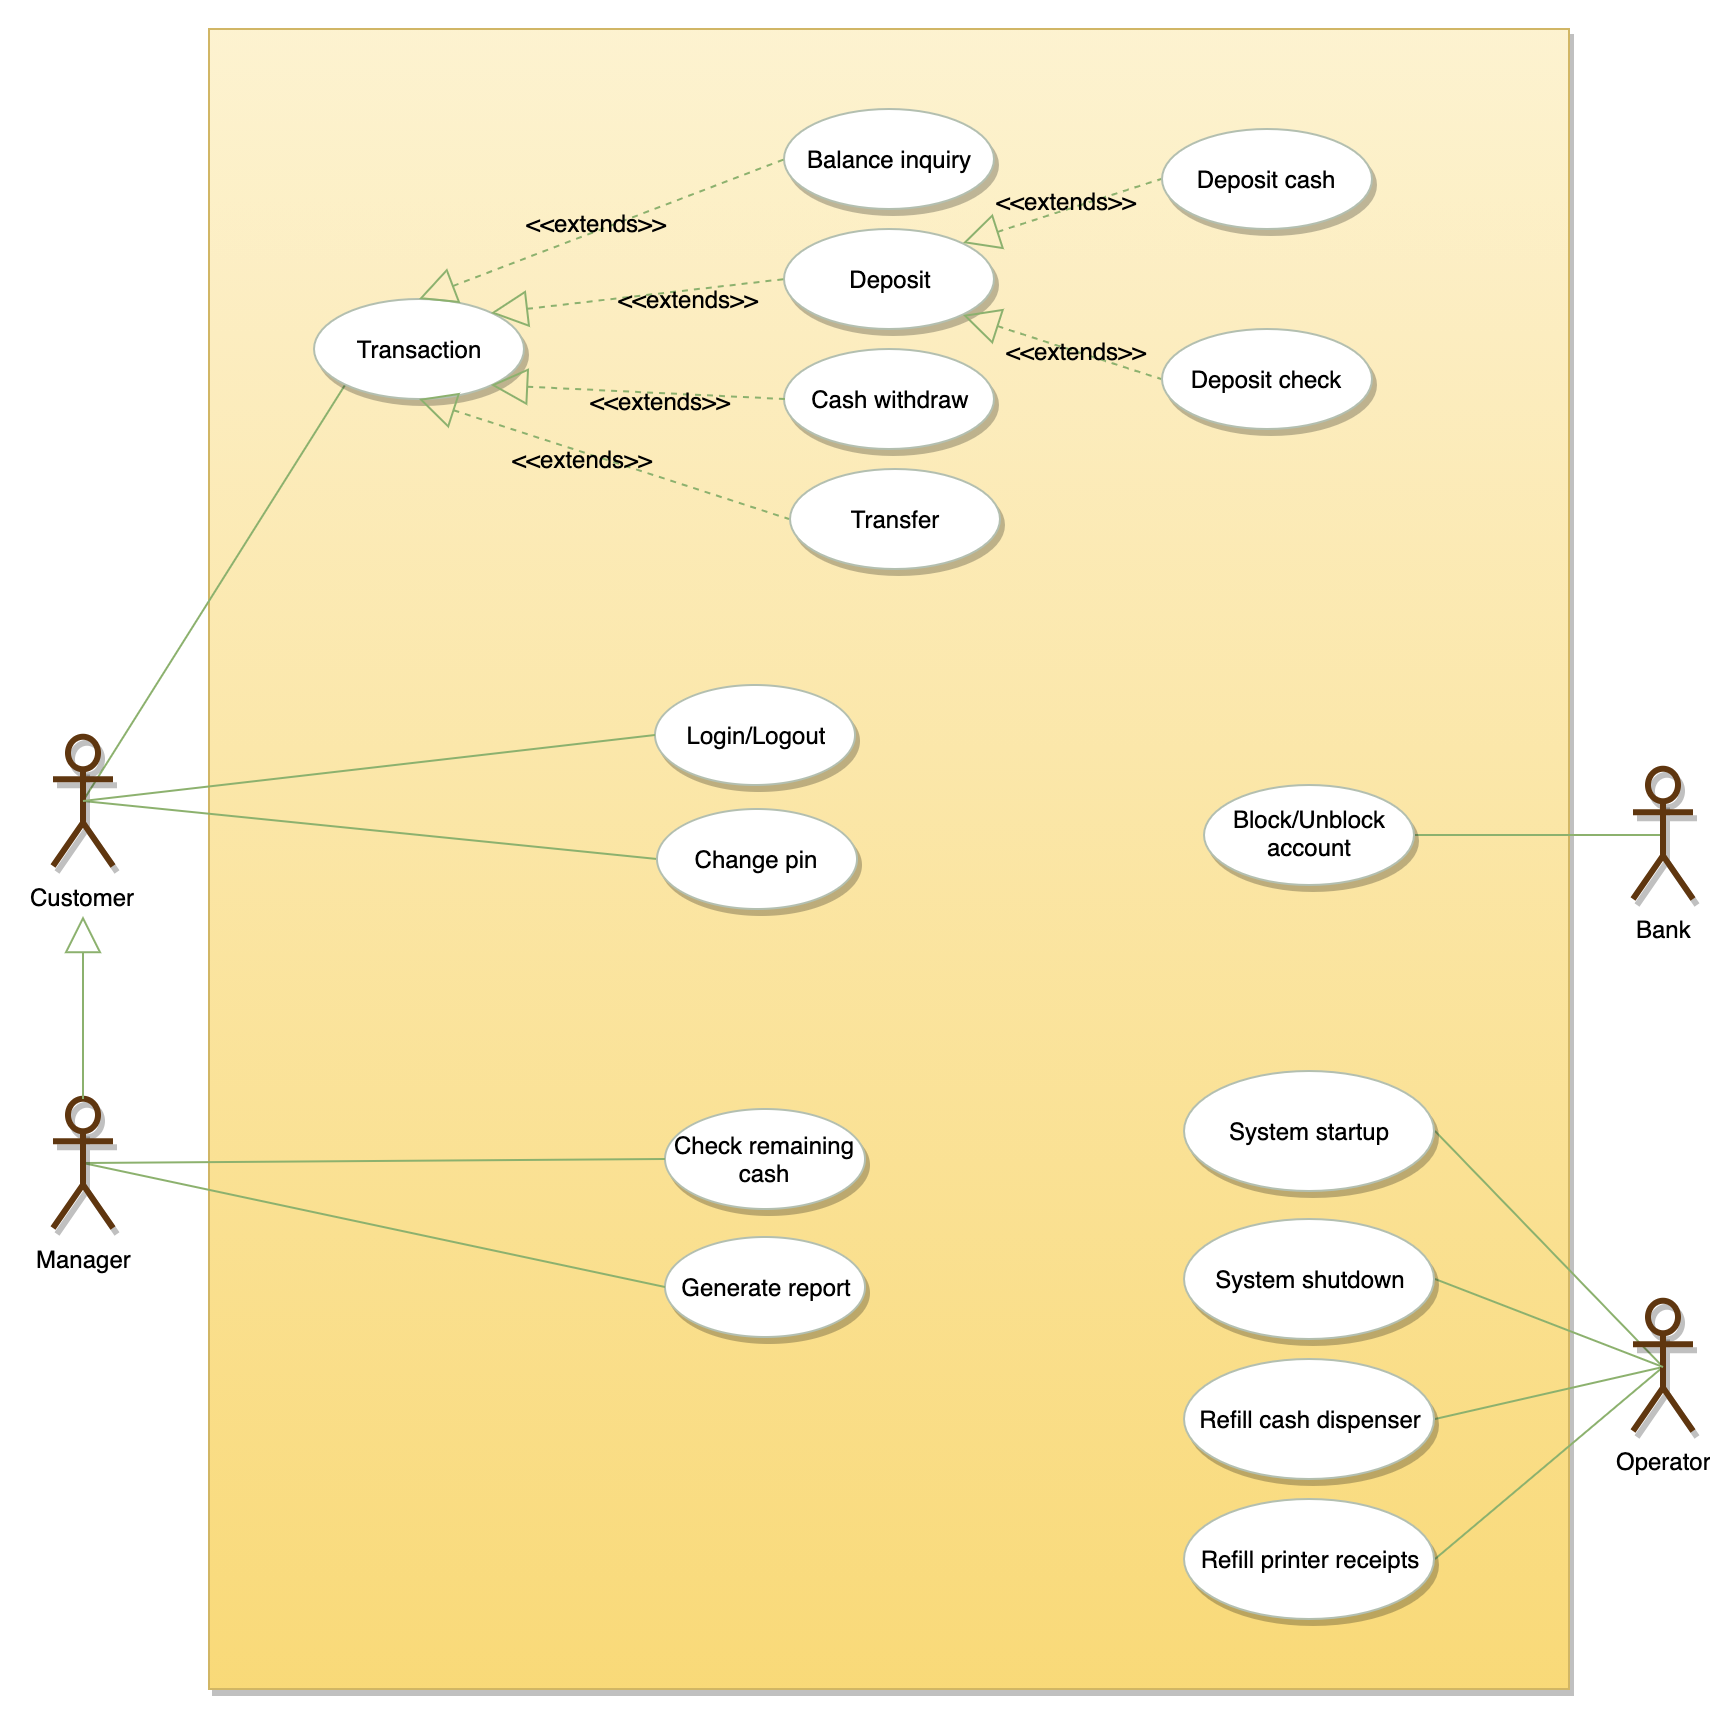 Balance inquiry
Deposit cash
<<extends>>
<<extends>>
Deposit
<<extends>>
Transaction
<<extends>>
Deposit check
Cash withdraw
<<extends>>
<<extends>>
Transfer
Login/Logout
Block/Unblock
account
Change pin
Customer
Bank
System startup
Check remaining
cash
Manager
System shutdown
Generate report
Refill cash dispenser
Operator
Refill printer receipts